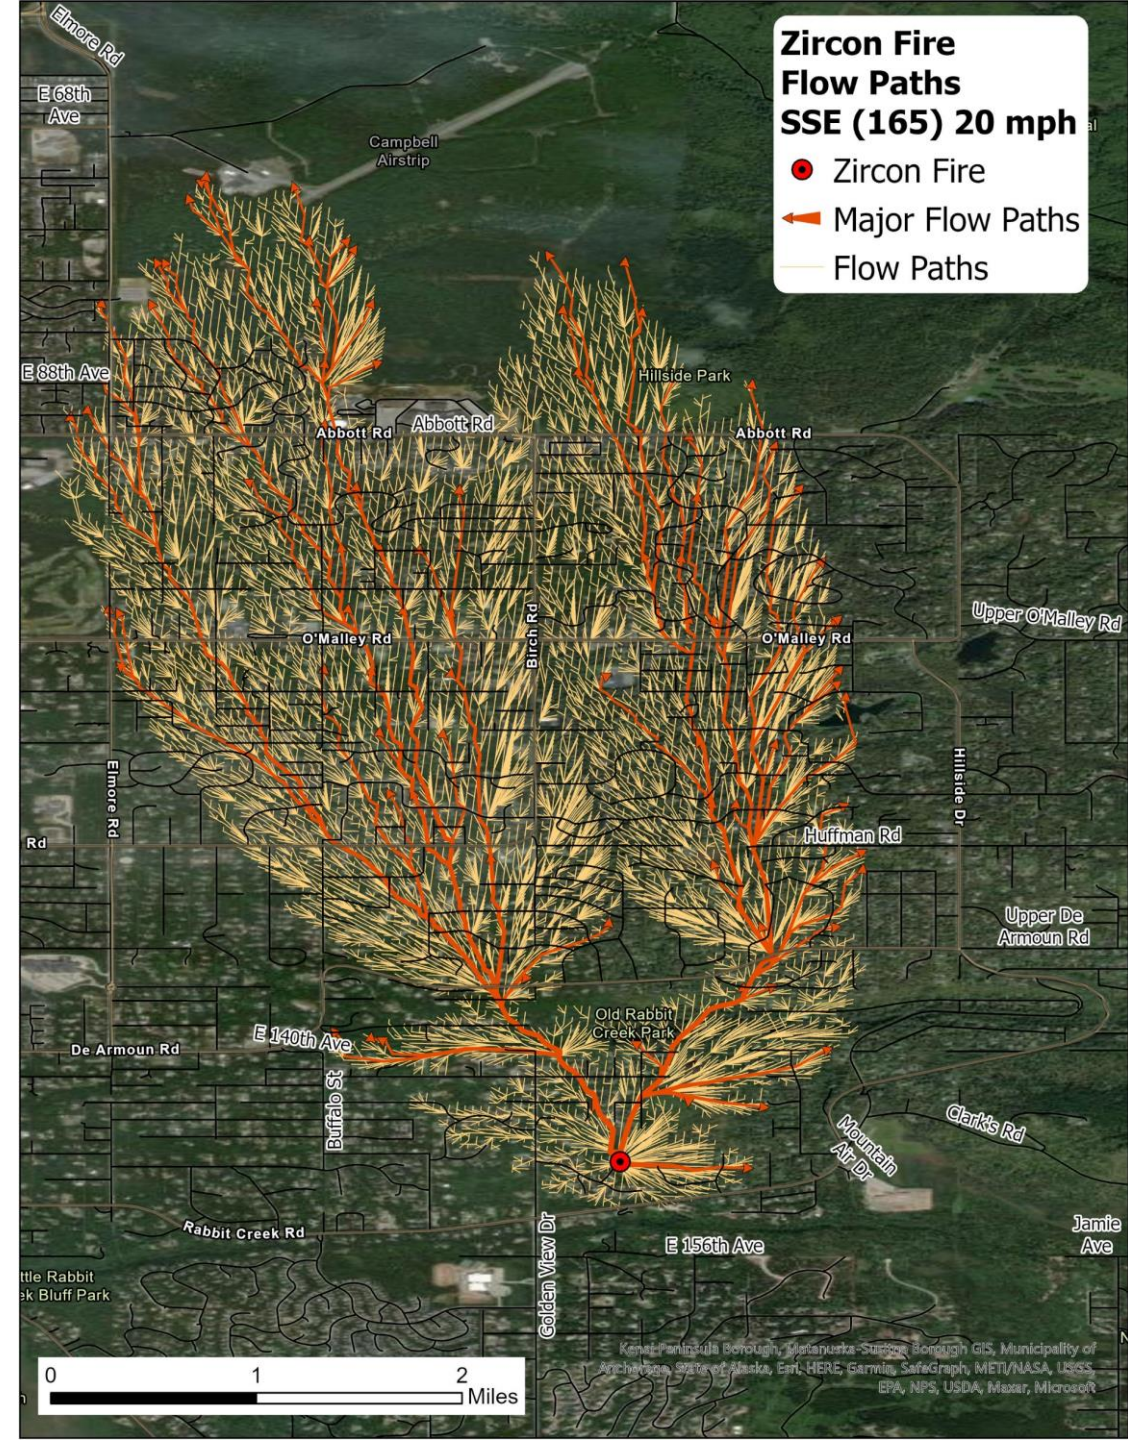 Elmore Rd
Zircon Fire
Flow Paths
SSE (165) 20 mph
Zircon Fire
Major Flow Paths
Flow Paths
E 68th
Ave
Campbell
Airstrip
al
E 88th Ave
Hillside Park
Abbott Rd
Abbott Rd
Abbott Rd
Upper O'Malley Rd
Birch Rd
O'Malley Rd
O'Malley Rd
Elmore Rd
Hillside Dr
Rd
Huffman Rd
Upper De
Armoun Rd
Old Rabbit
Creek Park
E 140th Ave
De Armoun Rd
Buffalo St
Clark's Rd
Mountain
Air Dr
Rabbit Creek Rd
Golden View Dr
E 156th Ave
Jamie
Ave
ttle Rabbit
ek Bluff Park
N
Kenai Peninsula Borough, Matanuska-Susitna Borough GIS, Municipality of
Anchorage, State of Alaska, Esri, HERE, Garmin, SafeGraph, METI/NASA, USGS,
EPA, NPS, USDA, Maxar, Microsoft
0 1 2
Miles
n